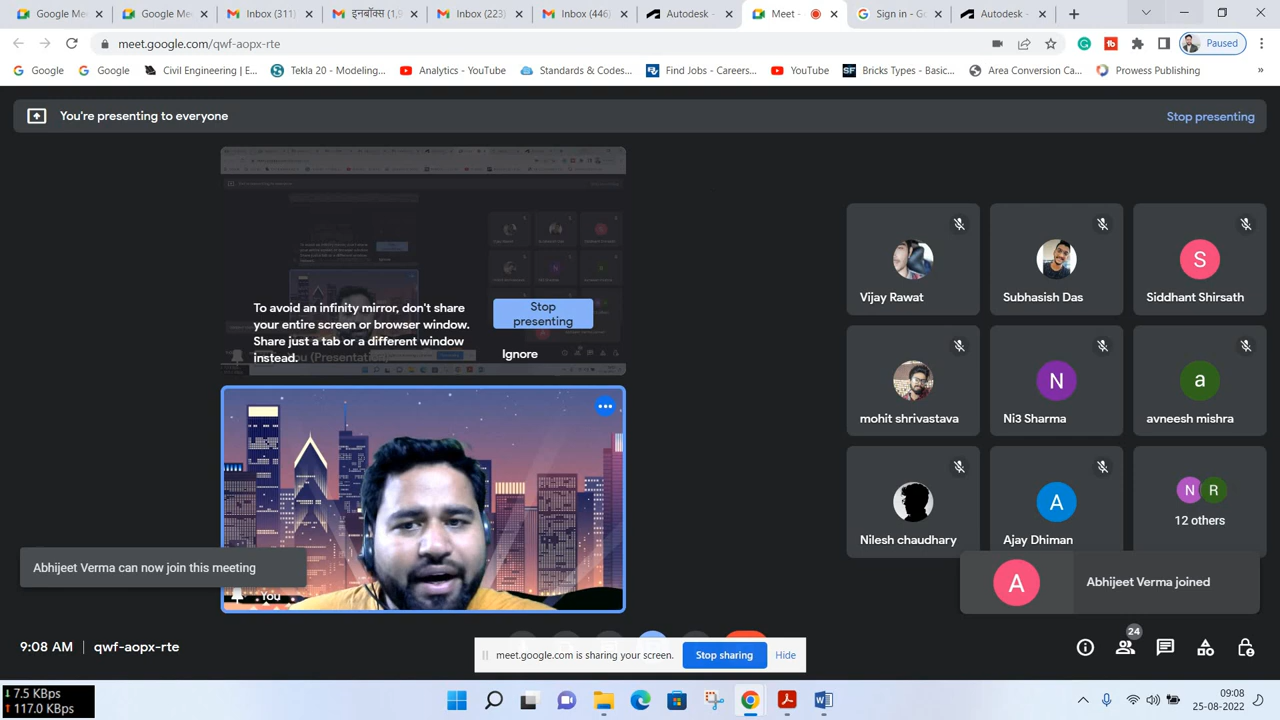 Google Me
Google Me
Inbox (311)
इनबॉक्स (1,9
Inbox (223)
Inbox (446)
Autodesk
Meet -
Sign in - Go
Autodesk -
meet.google.com/qwf-aopx-rte
Paused
Google
Google
Civil Engineering | E...
Tekla 20 - Modeling...
Analytics - YouTube
Standards & Codes...
Find Jobs - Careers...
YouTube
Bricks Types - Basic...
Area Conversion Ca...
Prowess Publishing
»
You're presenting to everyone
Stop presenting
To avoid an infinity mirror, don't share
your entire screen or browser window.
Share just a tab or a different window
instead.
You (Presentation)
Stop
presenting
Ignore
Vijay Rawat
Subhasish Das
S
Siddhant Shirsath
mohit shrivastava
N
Ni3 Sharma
a
avneesh mishra
Nilesh chaudhary
A
Ajay Dhiman
N R
12 others
Abhijeet Verma can now join this meeting
You
A
Abhijeet Verma joined
9:08 AM | qwf-aopx-rte
meet.google.com is sharing your screen.
Stop sharing
Hide
24
7.5 KBps
117.0 KBps
09:08
25-08-2022